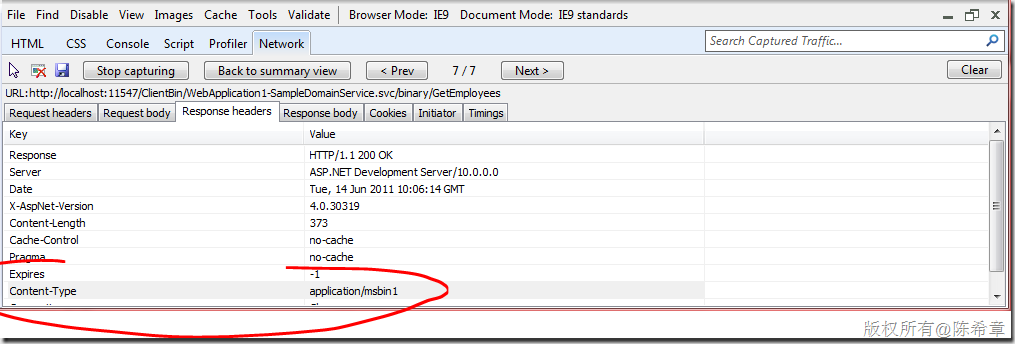 File Find Disable View Images Cache Tools Validate Browser Mode: IE9 Document Mode: IE9 standards
HTML CSS Console Script Profiler Network Search Captured Traffic...
Stop capturing Back to summary view < Prev 7 / 7 Next > Clear
URL:http://localhost:11547/ClientBin/WebApplication1-SampleDomainService.svc/binary/GetEmployees
Request headers Request body Response headers Response body Cookies Initiator Timings
Key Value
Response HTTP/1.1 200 OK
Server ASP.NET Development Server/10.0.0.0
Date Tue, 14 Jun 2011 10:06:14 GMT
X-AspNet-Version 4.0.30319
Content-Length 373
Cache-Control no-cache
Pragma no-cache
Expires -1
Content-Type application/msbin1
版权所有@陈希章